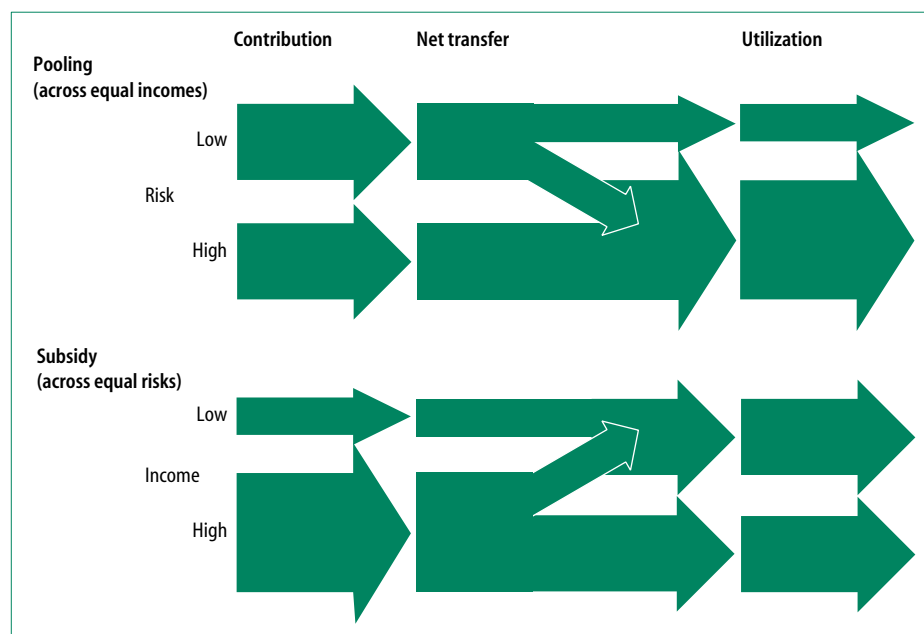 Contribution Net transfer Utilization
Pooling
(across equal incomes)
Low
Risk
High
Subsidy
(across equal risks)
Low
Income
High